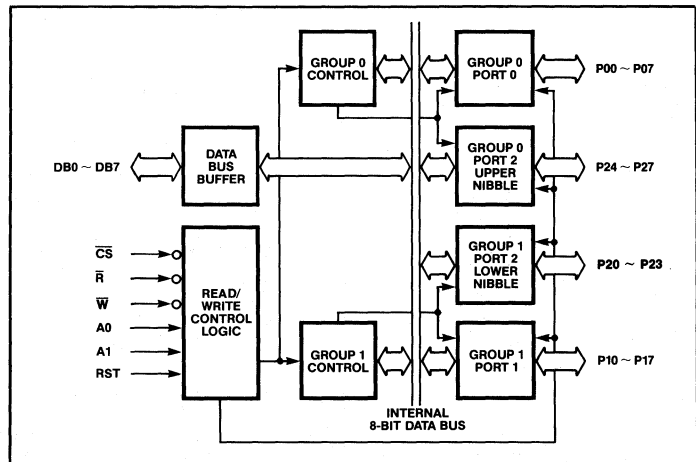 GROUP 0
CONTROL
GROUP 0
PORT 0
P00 ~ P07
DB0 ~ DB7
DATA
BUS
BUFFER
GROUP 0
PORT 2
UPPER
NIBBLE
P24 ~ P27
C̅S̅
R̅
W̅
A0
A1
RST
READ/
WRITE
CONTROL
LOGIC
GROUP 1
PORT 2
LOWER
NIBBLE
P20 ~ P23
GROUP 1
CONTROL
GROUP 1
PORT 1
P10 ~ P17
INTERNAL
8-BIT DATA BUS